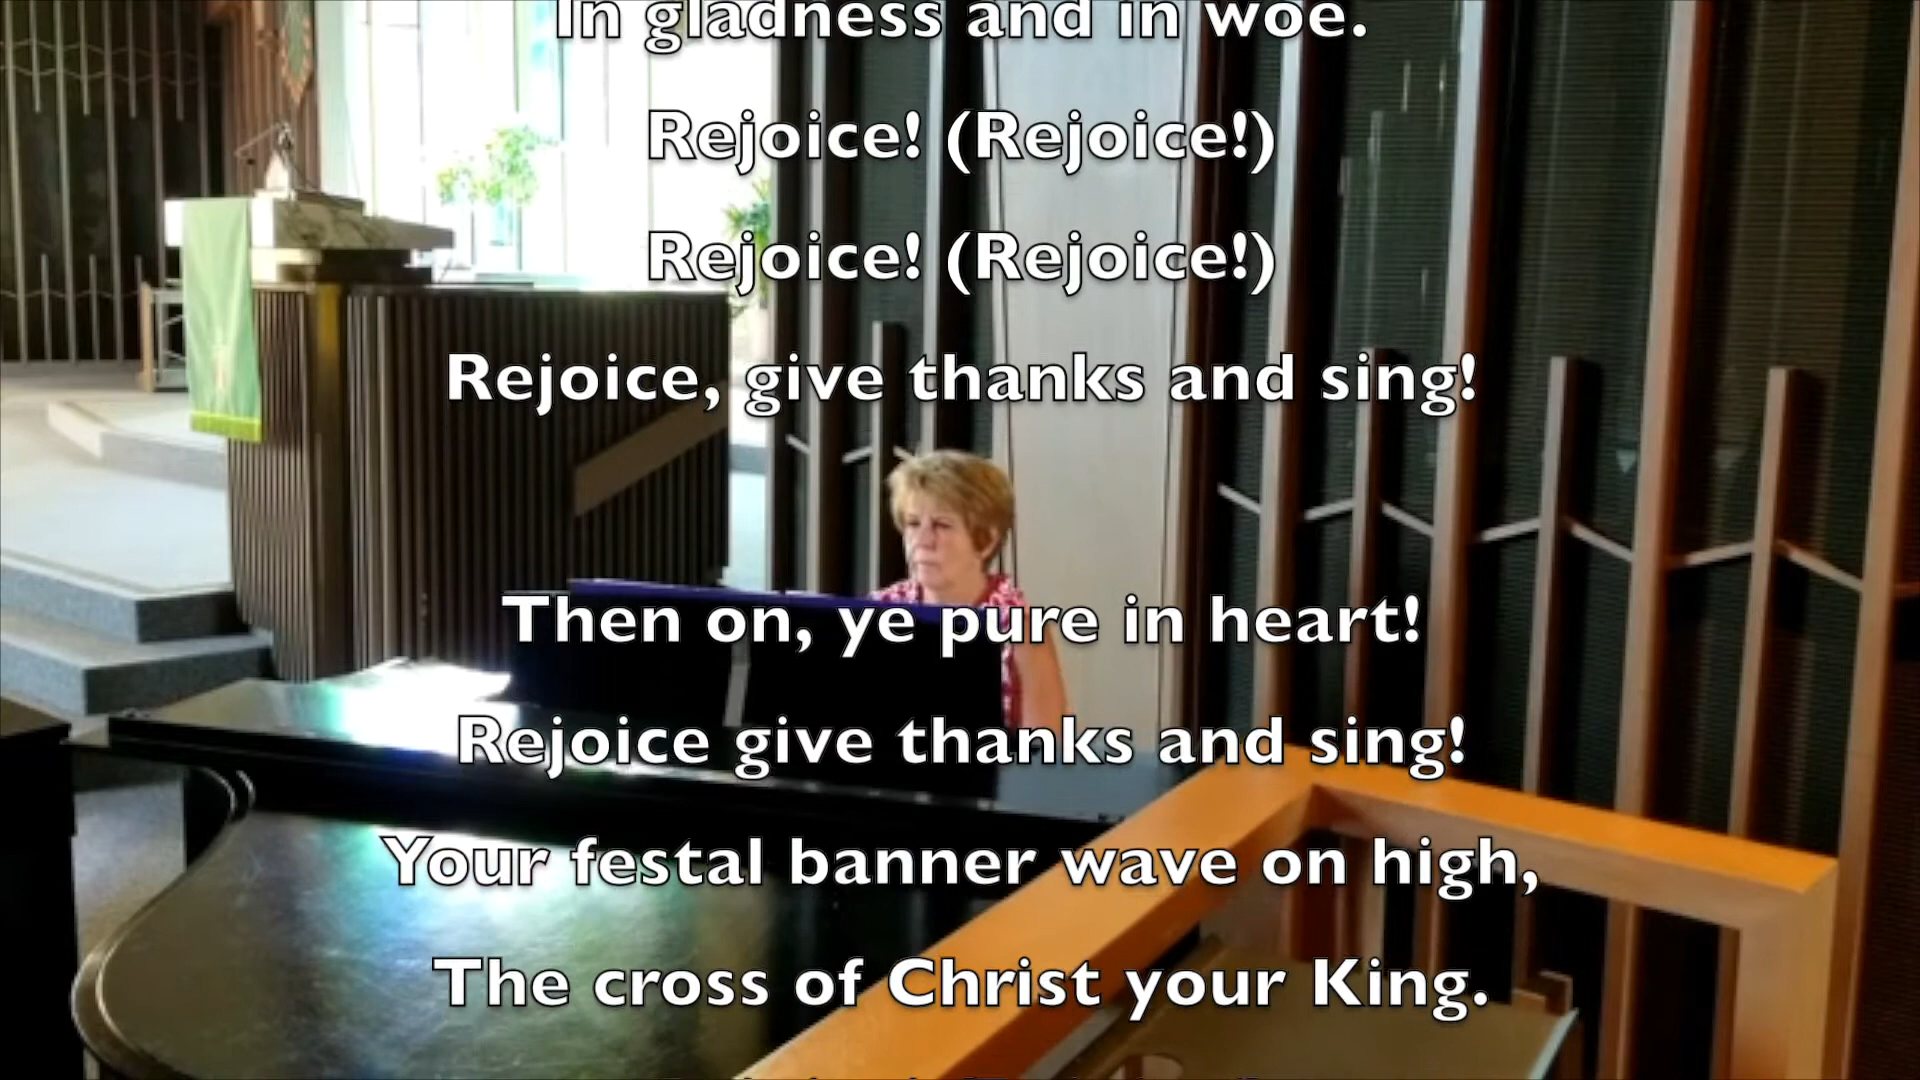 In gladness and in woe.
Rejoice! (Rejoice!)
Rejoice! (Rejoice!)
Rejoice, give thanks and sing!
Then on, ye pure in heart!
Rejoice give thanks and sing!
Your festal banner wave on high,
The cross of Christ your King.